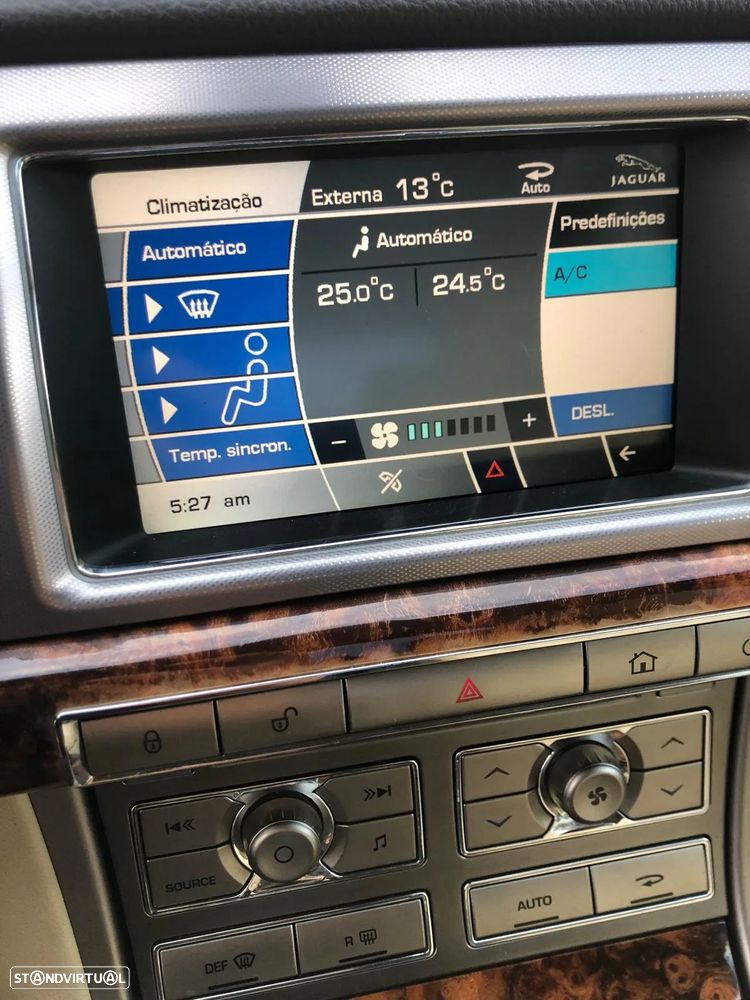 Climatização
Externa 13°C
Auto
JAGUAR
Automático
Automático
Predefinições
25.0°C
24.5°C
A/C
Temp. sincron.
- +
DESL.
5:27 am
SOURCE
AUTO
DEF
R
STANDVIRTUAL